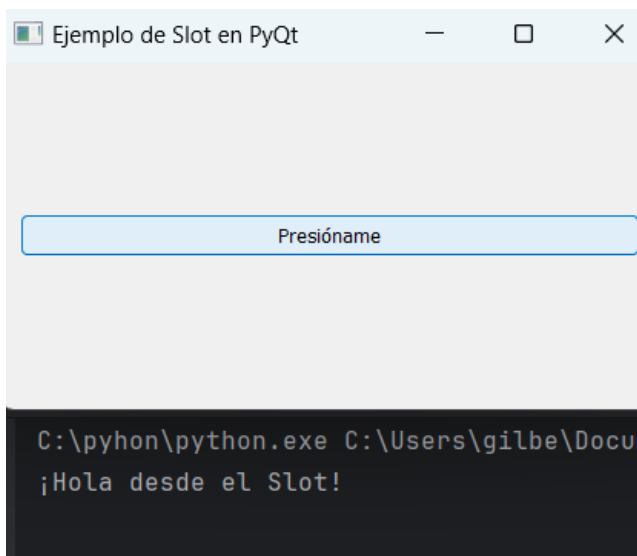 Ejemplo de Slot en PyQt
Presióname
C:\pyhon\python.exe C:\Users\gilbe\Docu
¡Hola desde el Slot!